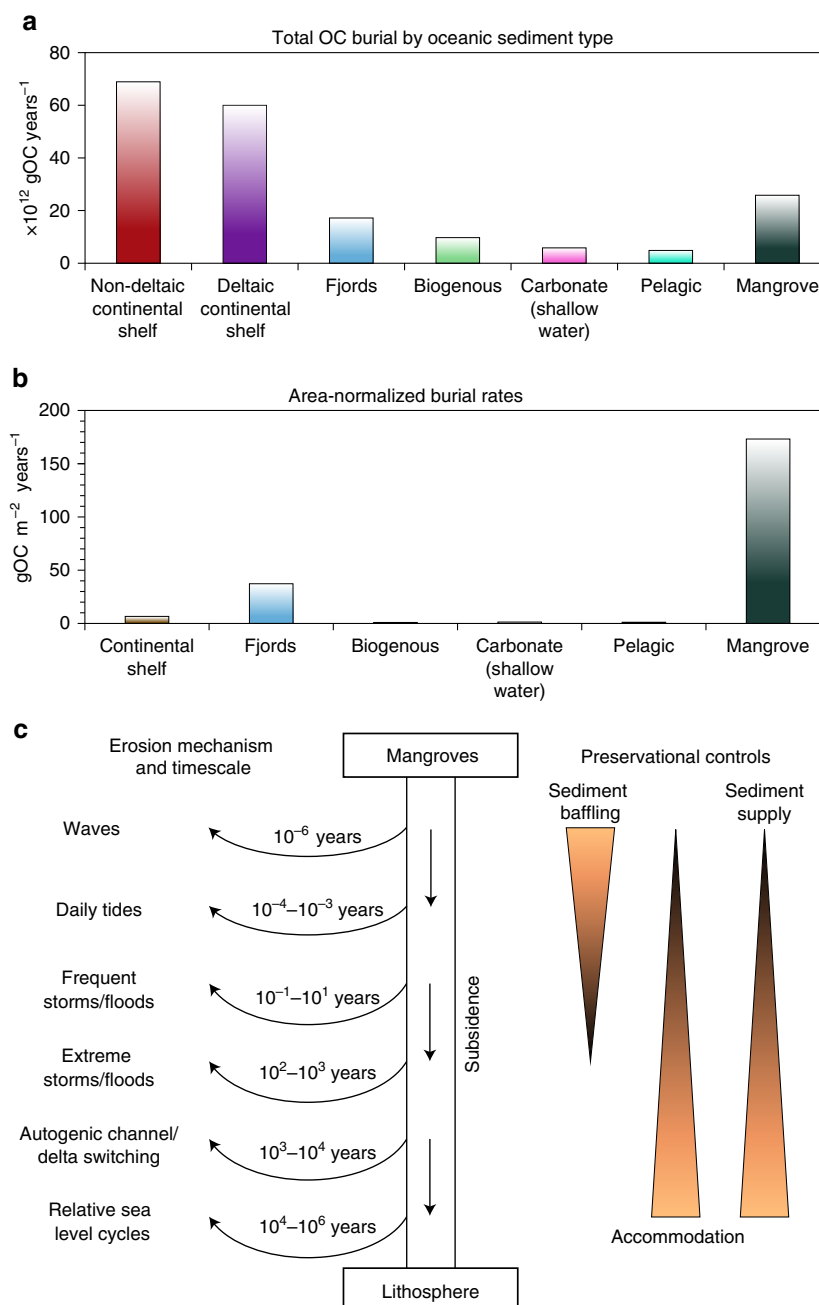 a
Total OC burial by oceanic sediment type
80
60
40
20
0
×10¹² gOC years⁻¹
Non-deltaic
continental
shelf
Deltaic
continental
shelf
Fjords
Biogenous
Carbonate
(shallow
water)
Pelagic
Mangrove
b
Area-normalized burial rates
200
150
100
50
0
gOC m⁻² years⁻¹
Continental
shelf
Fjords
Biogenous
Carbonate
(shallow
water)
Pelagic
Mangrove
c
Erosion mechanism
and timescale
Mangroves
Preservational controls
Sediment
baffling
Sediment
supply
Waves
10⁻⁶ years
Daily tides
10⁻⁴–10⁻³ years
Frequent
storms/floods
10⁻¹–10¹ years
Subsidence
Extreme
storms/floods
10²–10³ years
Autogenic channel/
delta switching
10³–10⁴ years
Relative sea
level cycles
10⁴–10⁶ years
Accommodation
Lithosphere